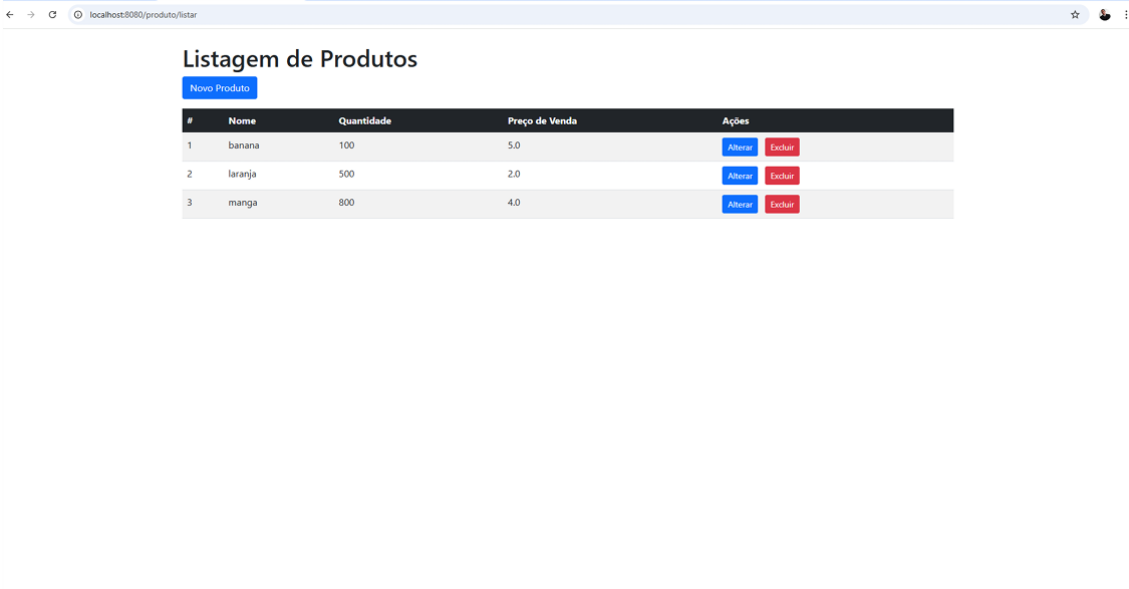 localhost:8080/produto/listar
Listagem de Produtos
Novo Produto
# Nome Quantidade Preço de Venda Ações
1 banana 100 5.0 Alterar Excluir
2 laranja 500 2.0 Alterar Excluir
3 manga 800 4.0 Alterar Excluir